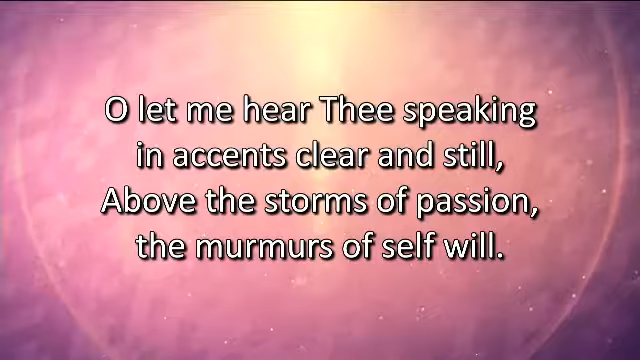 O let me hear Thee speaking
in accents clear and still,
Above the storms of passion,
the murmurs of self will.